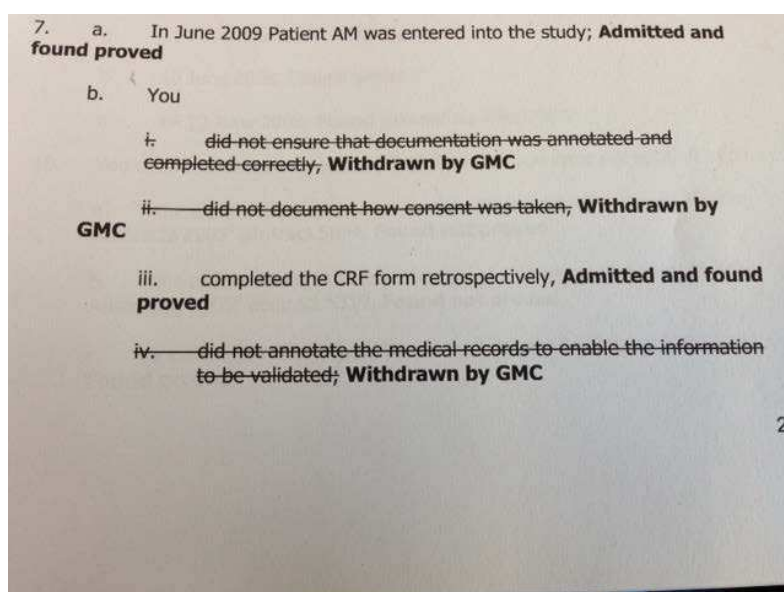 7. a. In June 2009 Patient AM was entered into the study; Admitted and
found proved
b. You
i. did not ensure that documentation was annotated and
completed correctly, Withdrawn by GMC
ii. did not document how consent was taken, Withdrawn by
GMC
iii. completed the CRF form retrospectively, Admitted and found
proved
iv. did not annotate the medical records to enable the information
to be validated; Withdrawn by GMC
2